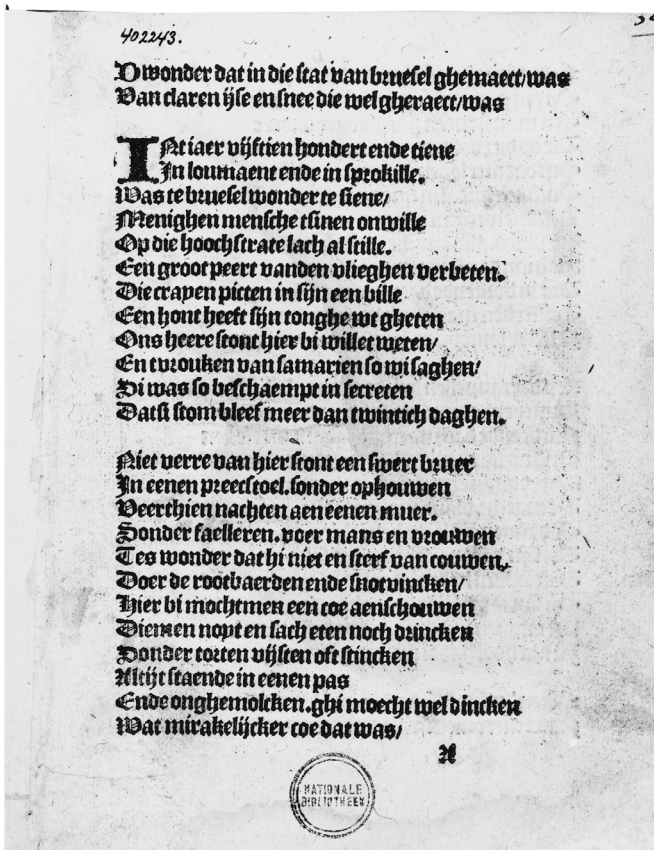 402243.
Dwonder dat in die stat van bruesel ghemaect/was
Van claren ijse en snee die wel gheraect/was
INt iaer vijftien hondert ende tiene
In loumaent ende in sprokille.
Was te bruesel wonder te siene/
Menighen mensche tsinen onwille
Op die hoochstrate lach al stille.
Een groot peert vanden vlieghen verbeten.
Die crayen picten in sijn een bille
Een hont heeft sijn tonghe wt gheten
Ons heere stont hier bi willet weten/
En tvrouken van samarien so wi saghen/
Si was so beschaempt in secreten
Datsi stom bleef meer dan twintich daghen.
Niet verre van hier stont een swert bruer
In eenen preecstoel. sonder ophouwen
Veerthien nachten aen eenen muer.
Sonder faelleren. voer mans en vrouwen
Tes wonder dat hi niet en sterf van couwen.
Doer de rootbaerden ende snotvincken/
Hier bi mochtmen een coe aenschouwen
Diemen noyt en sach eten noch drincken
Sonder torten vijsten oft stincken
Altijt staende in eenen pas
Ende onghemolcken. ghi moecht wel dincken
Wat mirakelijcker coe dat was/
NATIONALE
BIBLIOTHEEK